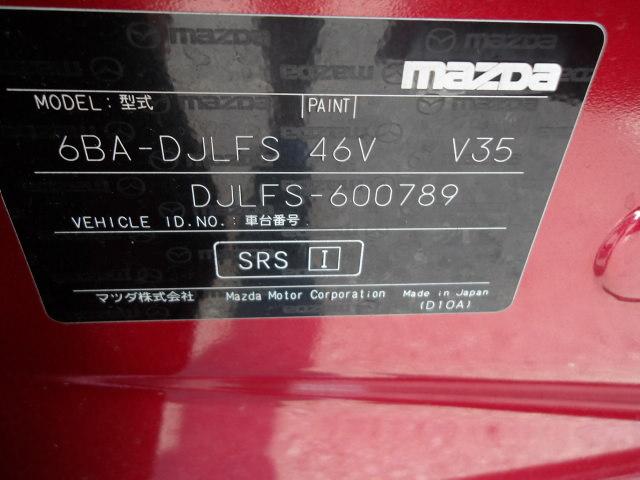 mazda
MODEL: 型式 PAINT
6BA-DJLFS 46V V35
DJLFS-600789
VEHICLE ID.NO.: 車台番号
SRS I
マツダ株式会社 Mazda Motor Corporation Made in Japan
(D10A)